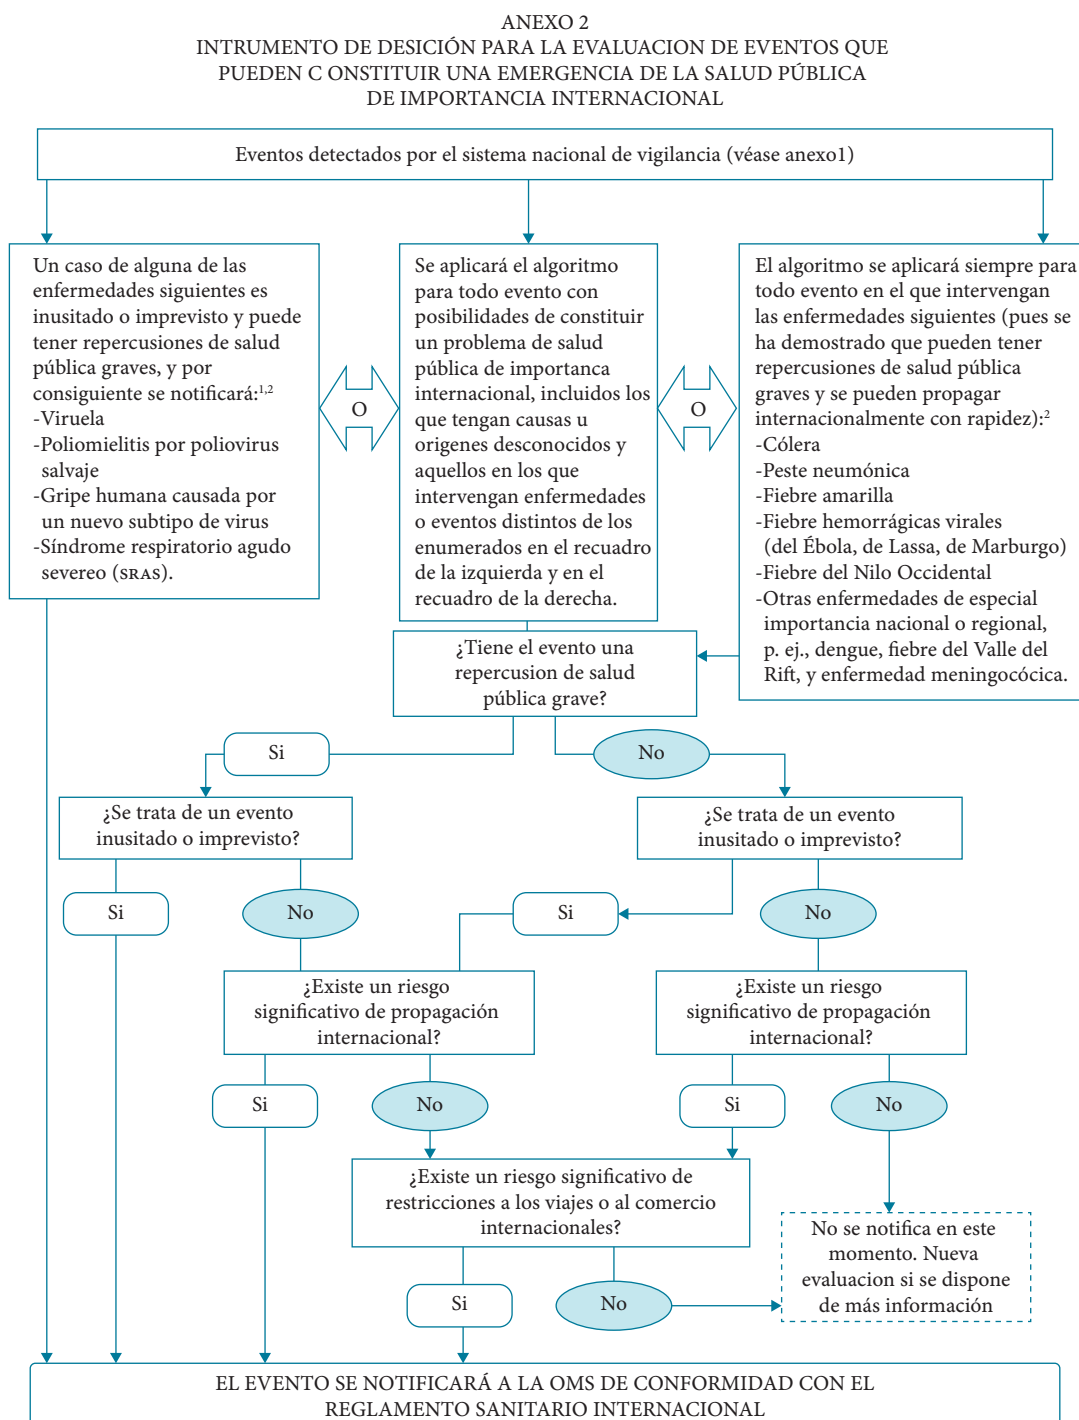 ANEXO 2
INTRUMENTO DE DESICIÓN PARA LA EVALUACION DE EVENTOS QUE
PUEDEN C ONSTITUIR UNA EMERGENCIA DE LA SALUD PÚBLICA
DE IMPORTANCIA INTERNACIONAL
Eventos detectados por el sistema nacional de vigilancia (véase anexo1)
Un caso de alguna de las
enfermedades siguientes es
inusitado o imprevisto y puede
tener repercusiones de salud
pública graves, y por
consiguiente se notificará:1,2
-Viruela
-Poliomielitis por poliovirus
salvaje
-Gripe humana causada por
un nuevo subtipo de virus
-Síndrome respiratorio agudo
severeo (SRAS).
O
Se aplicará el algoritmo
para todo evento con
posibilidades de constituir
un problema de salud
pública de importanca
internacional, incluidos los
que tengan causas u
origenes desconocidos y
aquellos en los que
intervengan enfermedades
o eventos distintos de los
enumerados en el recuadro
de la izquierda y en el
recuadro de la derecha.
O
El algoritmo se aplicará siempre para
todo evento en el que intervengan
las enfermedades siguientes (pues se
ha demostrado que pueden tener
repercusiones de salud pública
graves y se pueden propagar
internacionalmente con rapidez):2
-Cólera
-Peste neumónica
-Fiebre amarilla
-Fiebre hemorrágicas virales
(del Ébola, de Lassa, de Marburgo)
-Fiebre del Nilo Occidental
-Otras enfermedades de especial
importancia nacional o regional,
p. ej., dengue, fiebre del Valle del
Rift, y enfermedad meningocócica.
¿Tiene el evento una
repercusion de salud
pública grave?
Si
No
¿Se trata de un evento
inusitado o imprevisto?
¿Se trata de un evento
inusitado o imprevisto?
Si
No
Si
No
¿Existe un riesgo
significativo de propagación
internacional?
¿Existe un riesgo
significativo de propagación
internacional?
Si
No
Si
No
¿Existe un riesgo significativo de
restricciones a los viajes o al comercio
internacionales?
No se notifica en este
momento. Nueva
evaluacion si se dispone
de más información
Si
No
EL EVENTO SE NOTIFICARÁ A LA OMS DE CONFORMIDAD CON EL
REGLAMENTO SANITARIO INTERNACIONAL